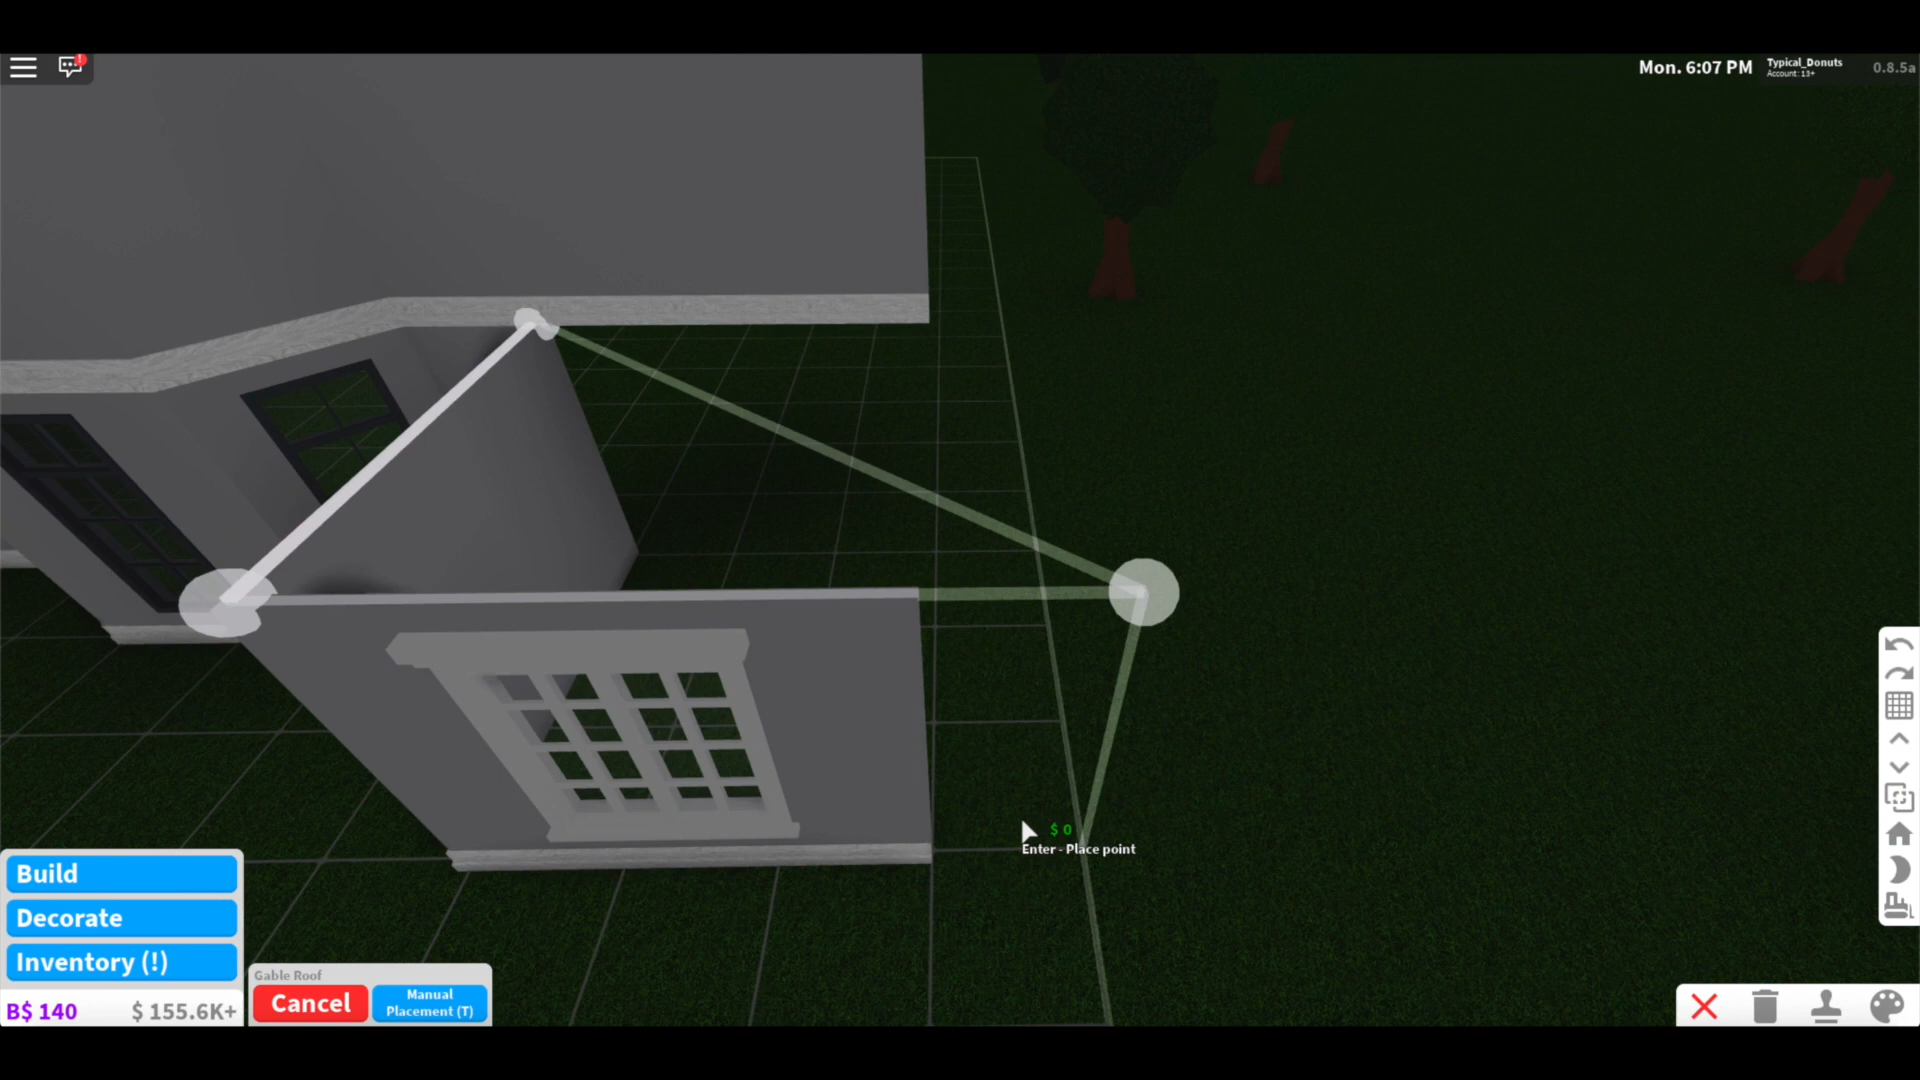 Mon. 6:07 PM
Typical_Donuts
Account: 13+
0.8.5a
$ 0
Enter - Place point
Build
Decorate
Inventory (!)
B$ 140
$ 155.6K+
Gable Roof
Cancel
Manual
Placement (T)